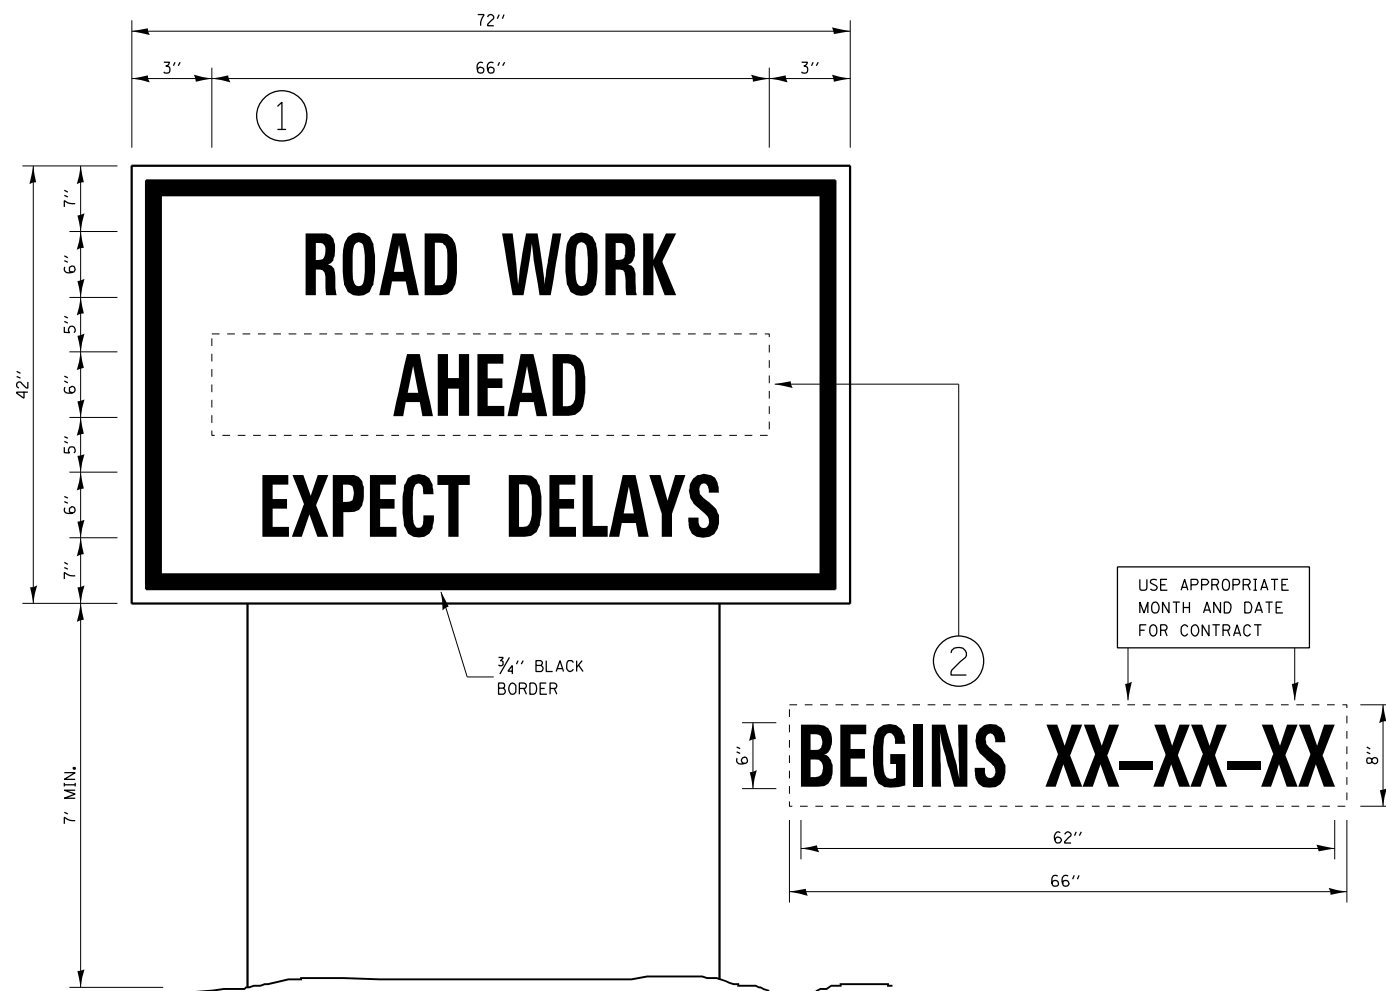 72''
3'' 66'' 3''
1
7''
6''
5''
6''
5''
6''
7''
42''
ROAD WORK
AHEAD
EXPECT DELAYS
3/4'' BLACK
BORDER
7' MIN.
2
USE APPROPRIATE
MONTH AND DATE
FOR CONTRACT
6''
BEGINS XX-XX-XX
8''
62''
66''